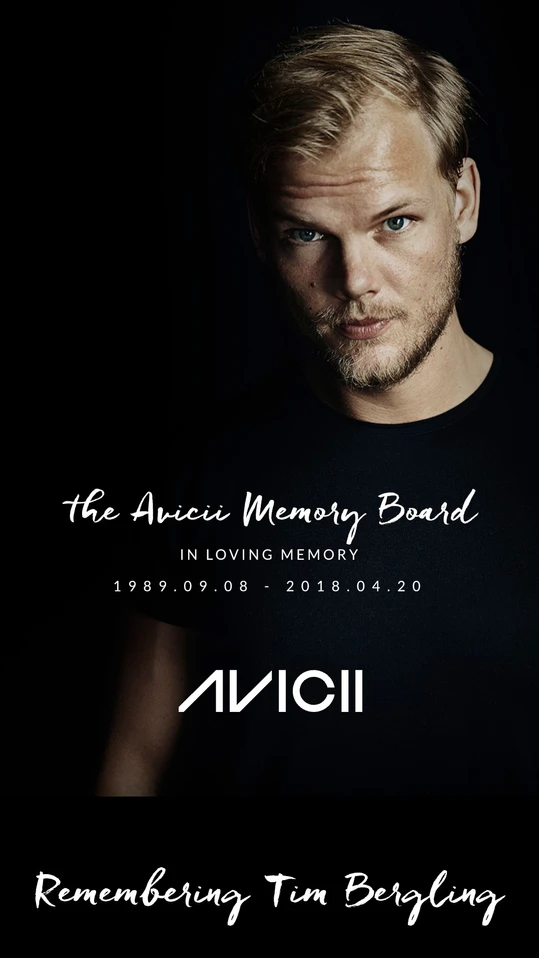 the Avicii Memory Board
IN LOVING MEMORY
1989.09.08 - 2018.04.20
AVICII
Remembering Tim Bergling